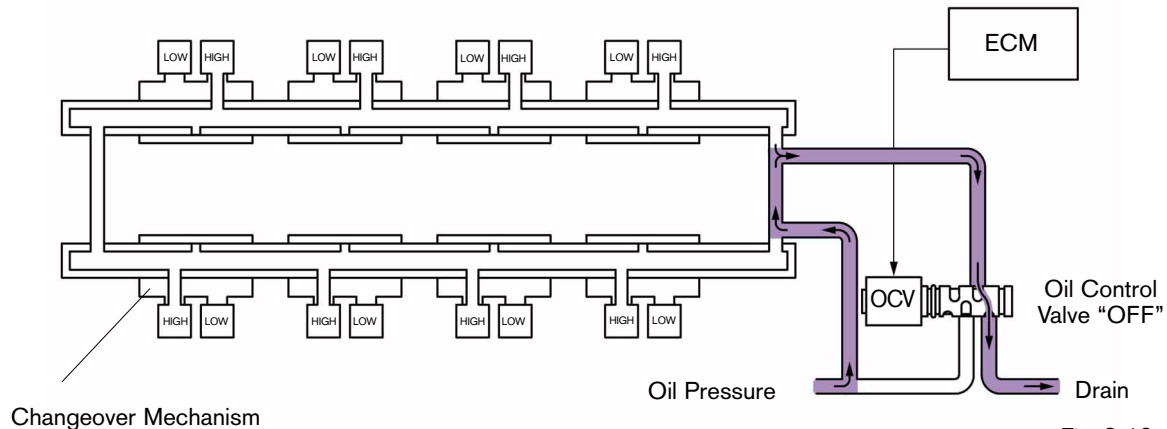 ECM
LOW HIGH LOW HIGH LOW HIGH LOW HIGH
HIGH LOW HIGH LOW HIGH LOW HIGH LOW
OCV
Oil Control
Valve “OFF”
Oil Pressure
Drain
Changeover Mechanism